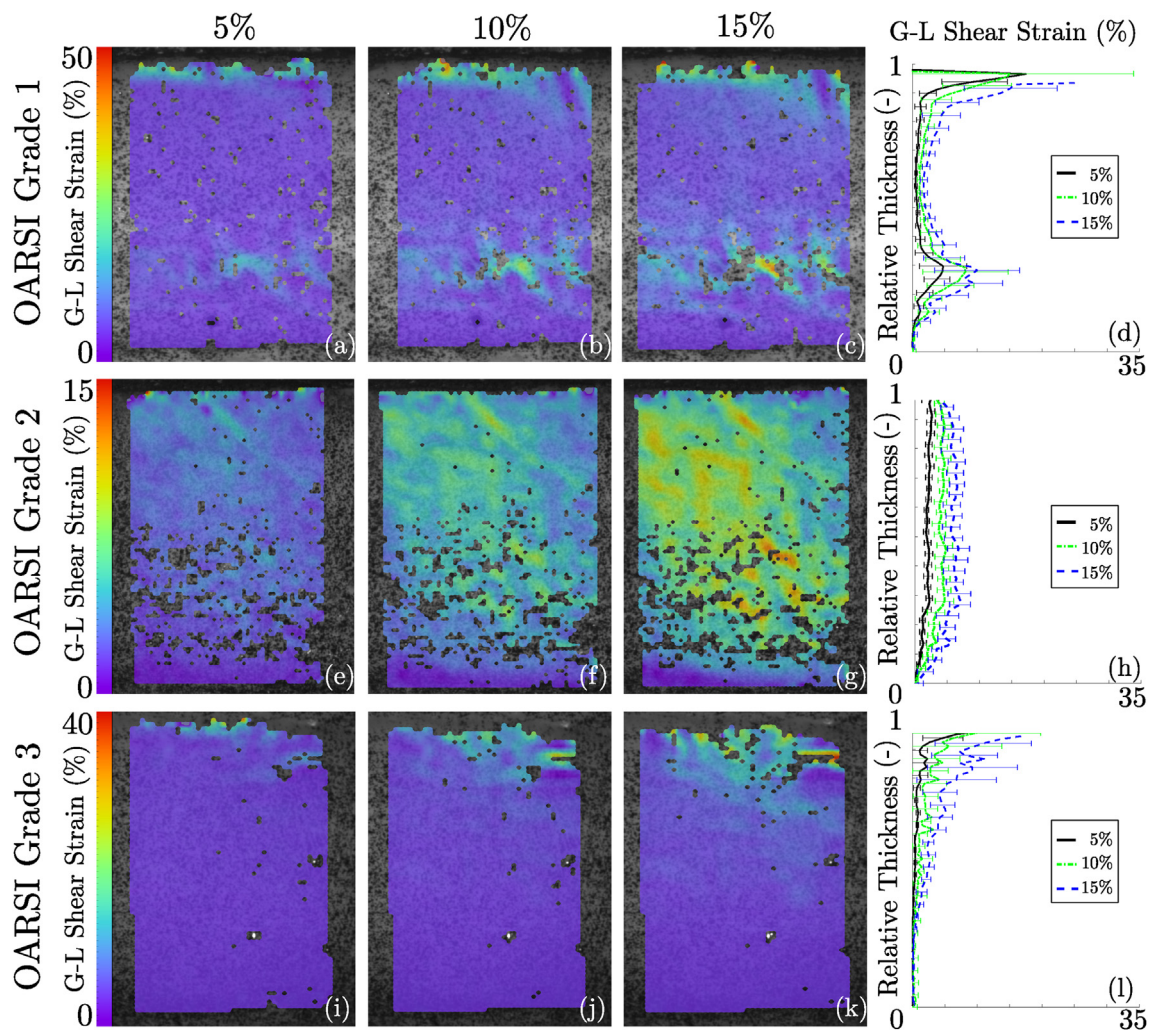 5%
10%
15%
G-L Shear Strain (%)
OARSI Grade 1
G-L Shear Strain (%)
50
0
(a)
(b)
(c)
Relative Thickness (-)
1
0
35
5%
10%
15%
(d)
OARSI Grade 2
G-L Shear Strain (%)
15
0
(e)
(f)
(g)
Relative Thickness (-)
1
0
35
5%
10%
15%
(h)
OARSI Grade 3
G-L Shear Strain (%)
40
0
(i)
(j)
(k)
Relative Thickness (-)
1
0
35
5%
10%
15%
(l)